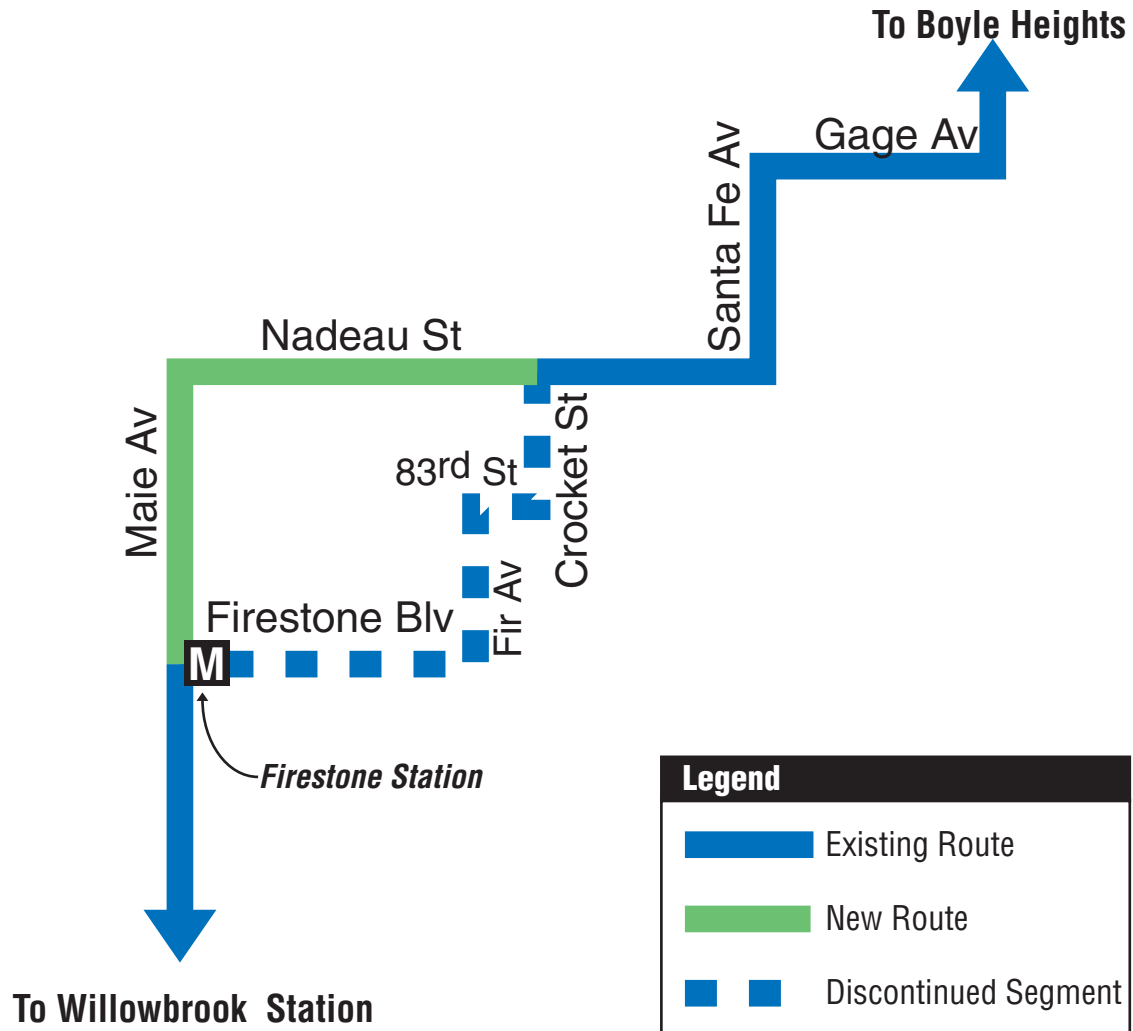 To Boyle Heights
Gage Av
Santa Fe Av
Nadeau St
Maie Av
Crocket St
83rd St
Fir Av
Firestone Blv
M
Firestone Station
To Willowbrook Station
Legend
Existing Route
New Route
Discontinued Segment